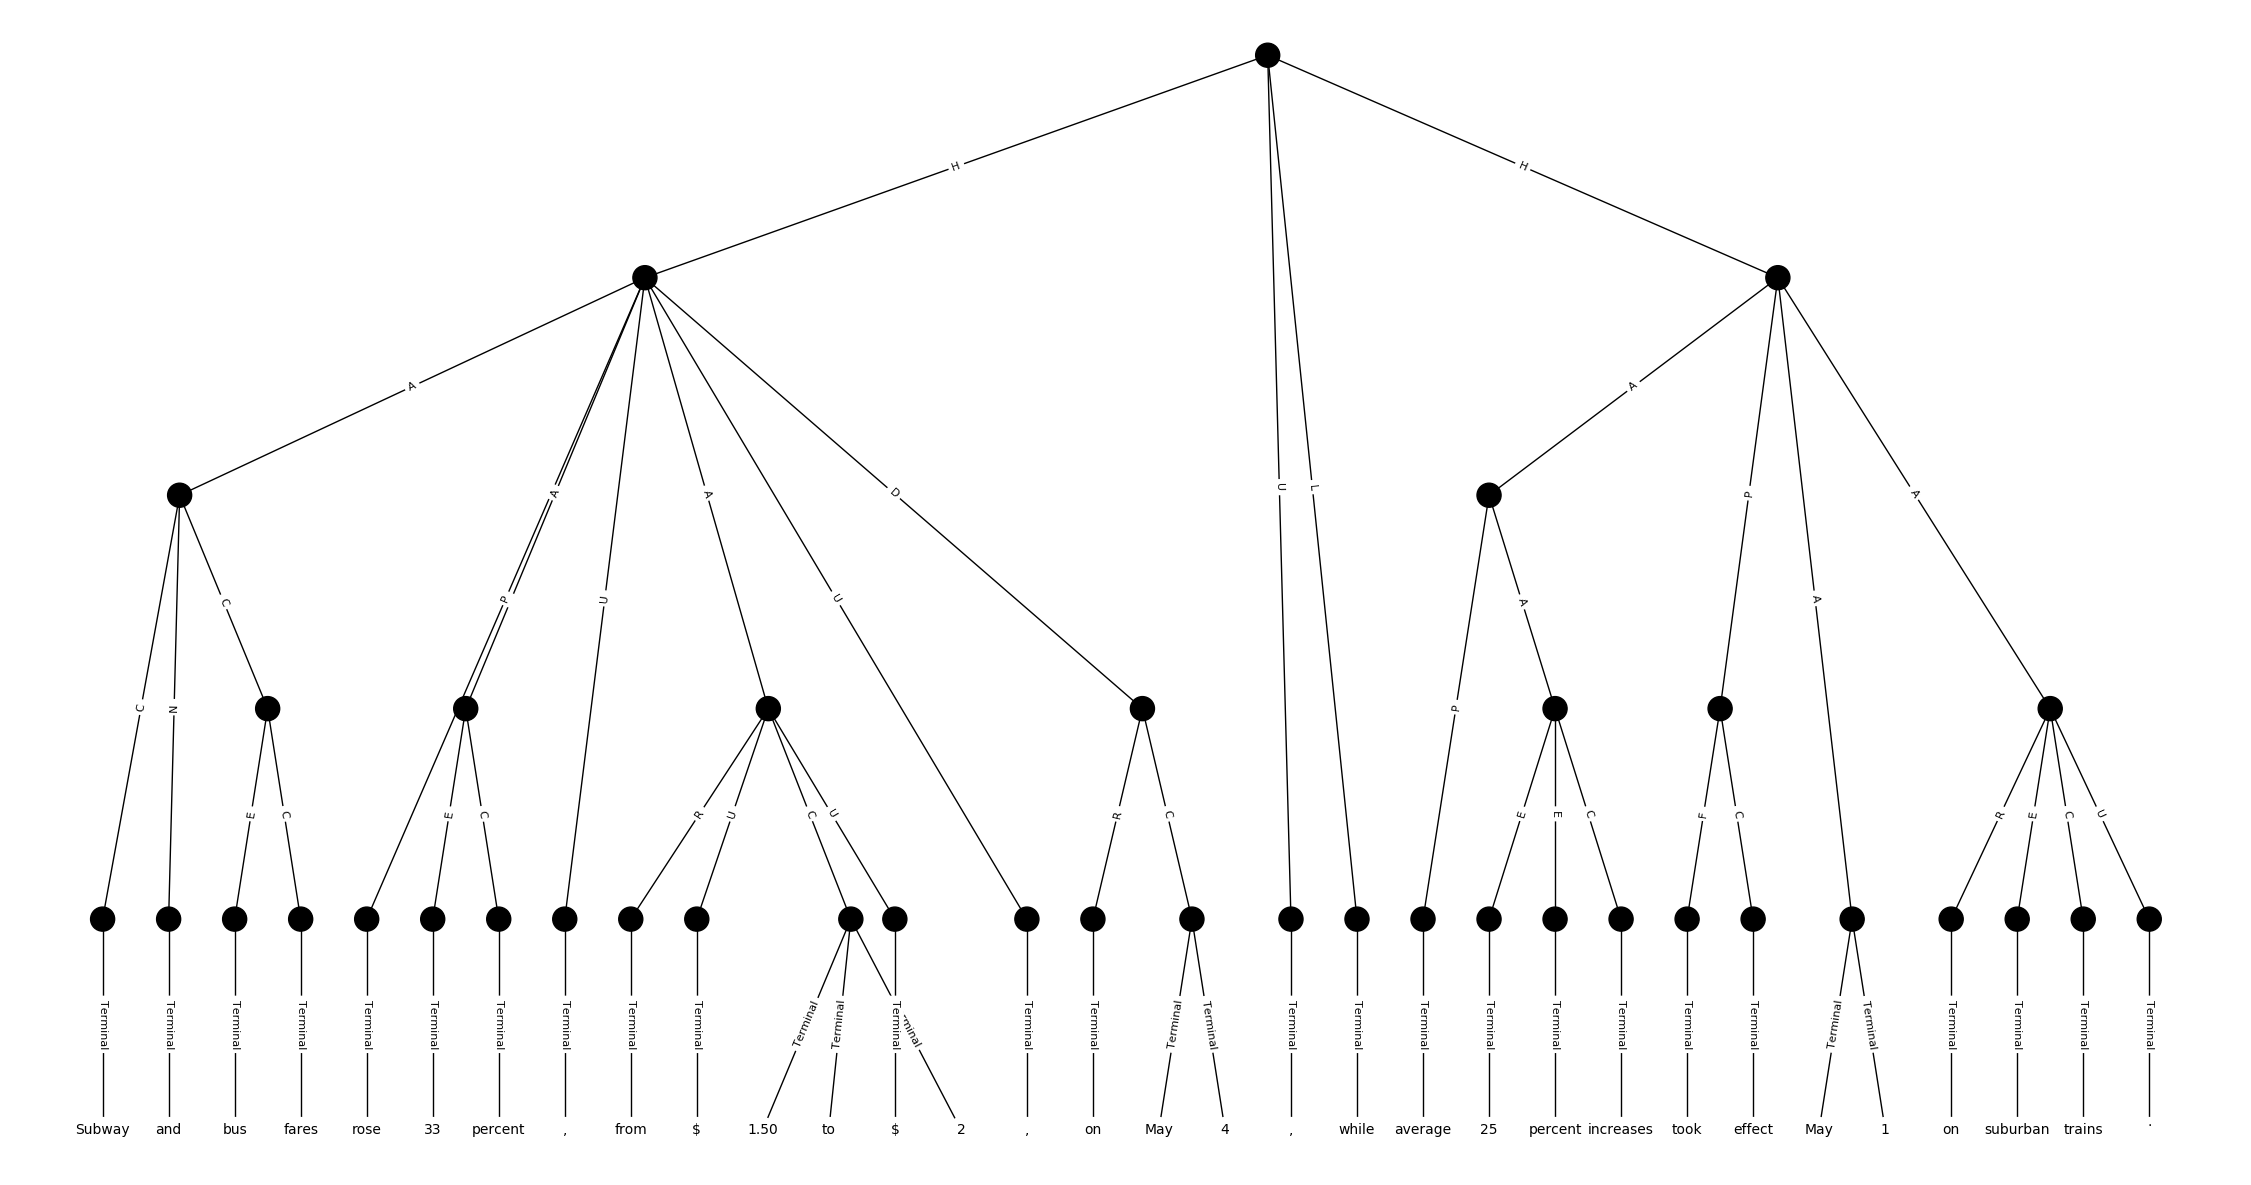 H H
A A U L A P A D A
C P U U A A
C N P
E C E C R U C U R C E E C F C R E C U
Terminal Terminal Terminal Terminal Terminal Terminal Terminal Terminal Terminal Terminal Terminal Terminal Terminal Terminal Terminal Terminal Terminal Terminal Terminal Terminal Terminal Terminal Terminal Terminal Terminal Terminal Terminal Terminal Terminal Terminal Terminal
Subway and bus fares rose 33 percent , from $ 1.50 to $ 2 , on May 4 , while average 25 percent increases took effect May 1 on suburban trains .